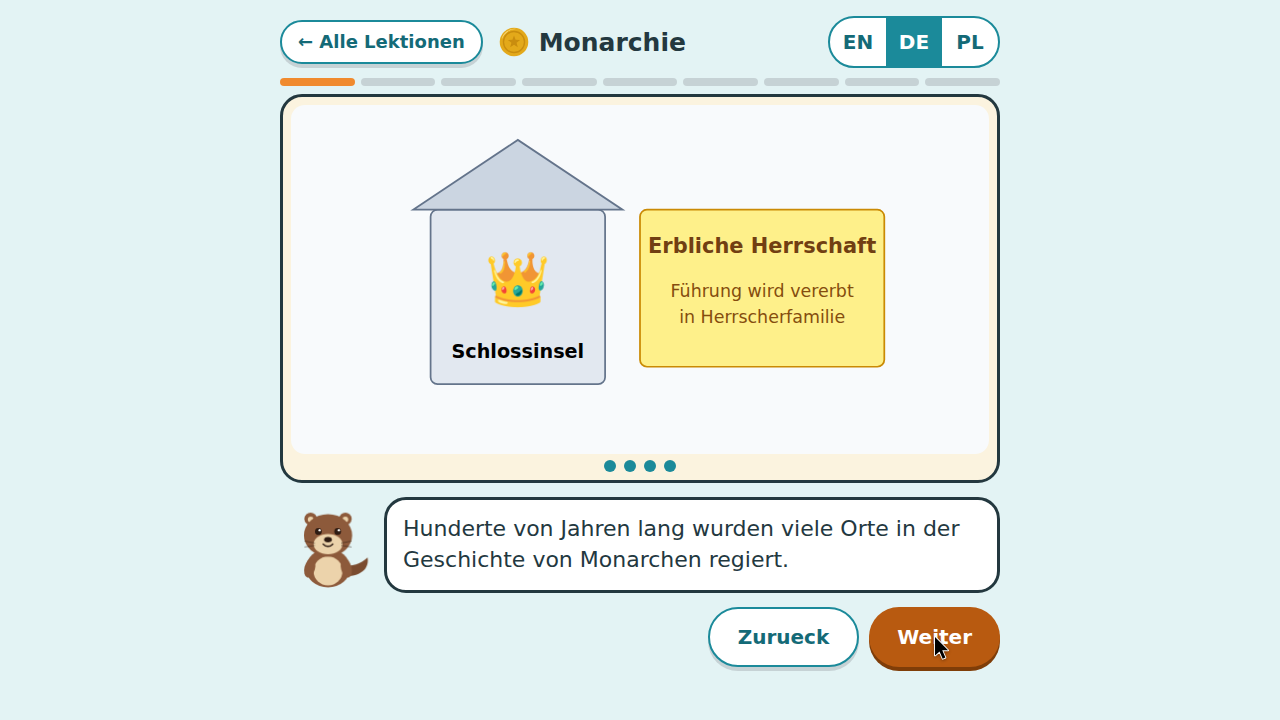 ← Alle Lektionen
Monarchie
EN
DE
PL
Schlossinsel
Erbliche Herrschaft
Führung wird vererbt
in Herrscherfamilie
Hunderte von Jahren lang wurden viele Orte in der
Geschichte von Monarchen regiert.
Zurueck
Weiter